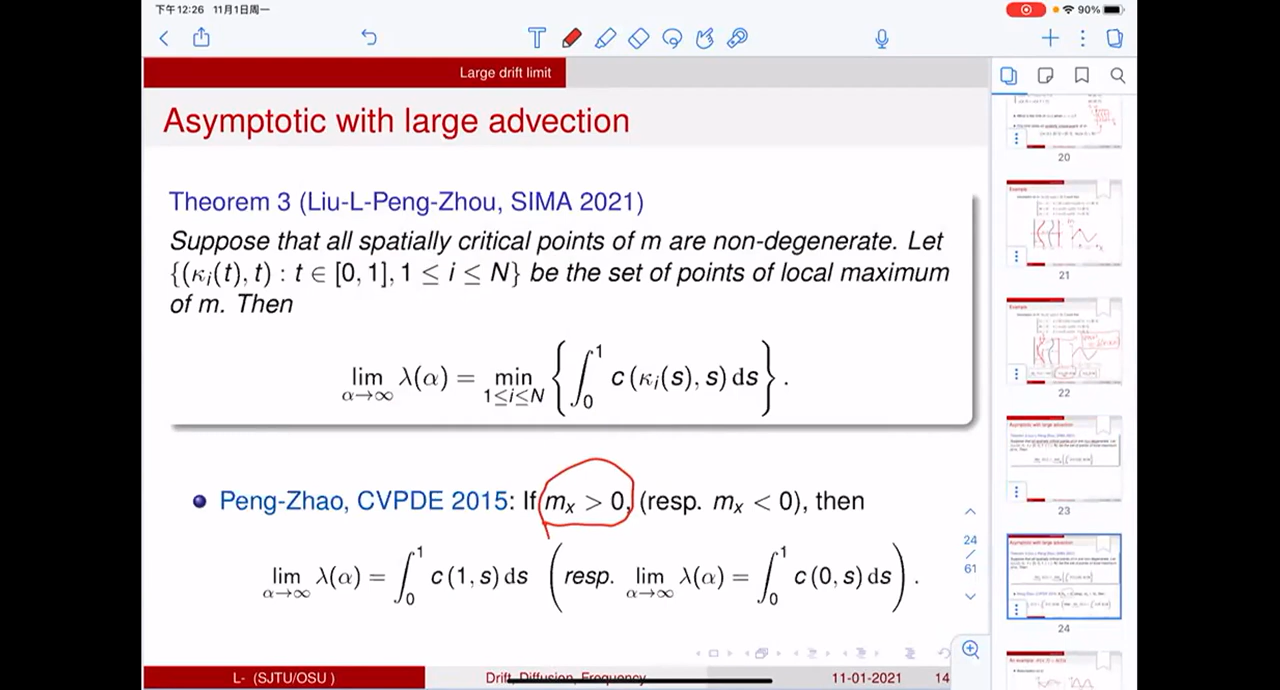 下午12:26 11月1日周一
90%
Large drift limit
Asymptotic with large advection
Theorem 3 (Liu-L-Peng-Zhou, SIMA 2021)
Suppose that all spatially critical points of m are non-degenerate. Let
{(κ_i(t), t) : t ∈ [0, 1], 1 ≤ i ≤ N} be the set of points of local maximum
of m. Then
lim_{α→∞} λ(α) = min_{1≤i≤N} { ∫_0^1 c (κ_i(s), s) ds } .
Peng-Zhao, CVPDE 2015: If m_x > 0, (resp. m_x < 0), then
lim_{α→∞} λ(α) = ∫_0^1 c (1, s) ds ( resp. lim_{α→∞} λ(α) = ∫_0^1 c (0, s) ds ) .
L- (SJTU/OSU )
Drift, Diffusion, Frequency
11-01-2021
14
24
/
61
20
21
22
23
24